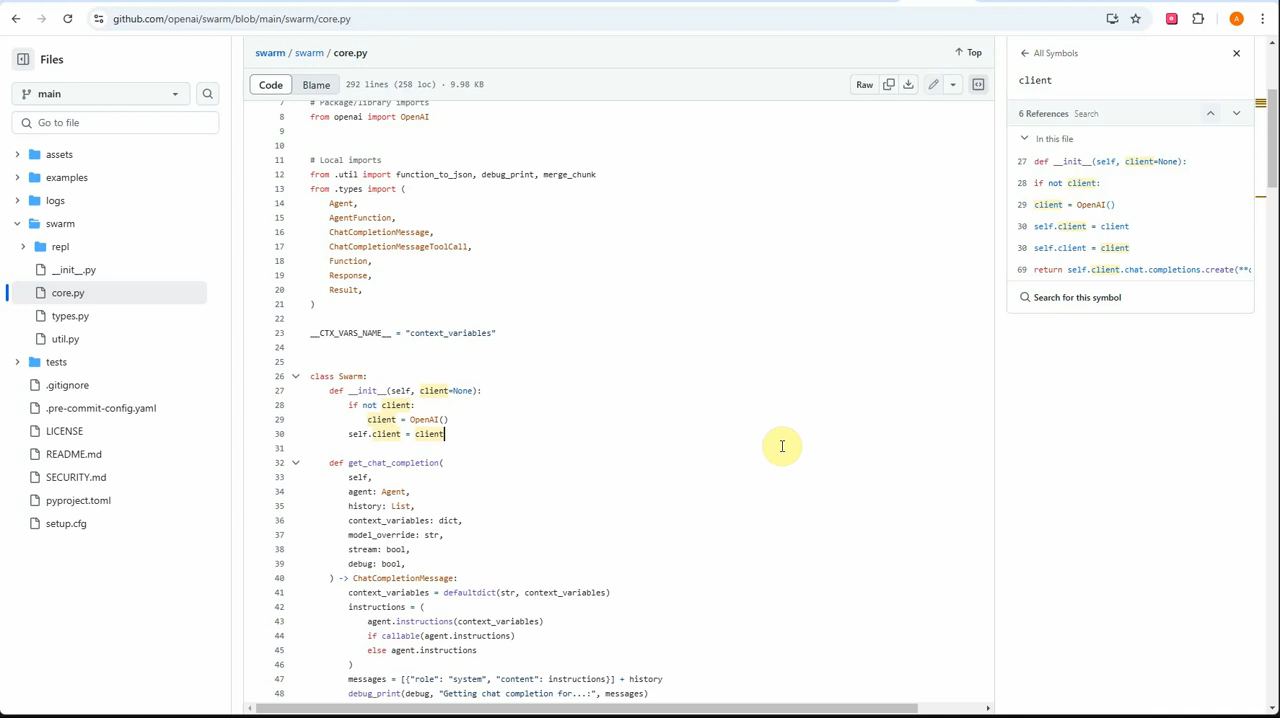 github.com/openai/swarm/blob/main/swarm/core.py
A
Files
main
Go to file
assets
examples
logs
swarm
repl
__init__.py
core.py
types.py
util.py
tests
.gitignore
.pre-commit-config.yaml
LICENSE
README.md
SECURITY.md
pyproject.toml
setup.cfg
swarm / swarm / core.py
Top
Code Blame 292 lines (258 loc) · 9.98 KB
Raw
7 # Package/library imports
8 from openai import OpenAI
9
10
11 # Local imports
12 from .util import function_to_json, debug_print, merge_chunk
13 from .types import (
14 Agent,
15 AgentFunction,
16 ChatCompletionMessage,
17 ChatCompletionMessageToolCall,
18 Function,
19 Response,
20 Result,
21 )
22
23 __CTX_VARS_NAME__ = "context_variables"
24
25
26 class Swarm:
27 def __init__(self, client=None):
28 if not client:
29 client = OpenAI()
30 self.client = client
31
32 def get_chat_completion(
33 self,
34 agent: Agent,
35 history: List,
36 context_variables: dict,
37 model_override: str,
38 stream: bool,
39 debug: bool,
40 ) -> ChatCompletionMessage:
41 context_variables = defaultdict(str, context_variables)
42 instructions = (
43 agent.instructions(context_variables)
44 if callable(agent.instructions)
45 else agent.instructions
46 )
47 messages = [{"role": "system", "content": instructions}] + history
48 debug_print(debug, "Getting chat completion for...:", messages)
All Symbols
client
6 References Search
In this file
27 def __init__(self, client=None):
28 if not client:
29 client = OpenAI()
30 self.client = client
30 self.client = client
69 return self.client.chat.completions.create(**c
Search for this symbol